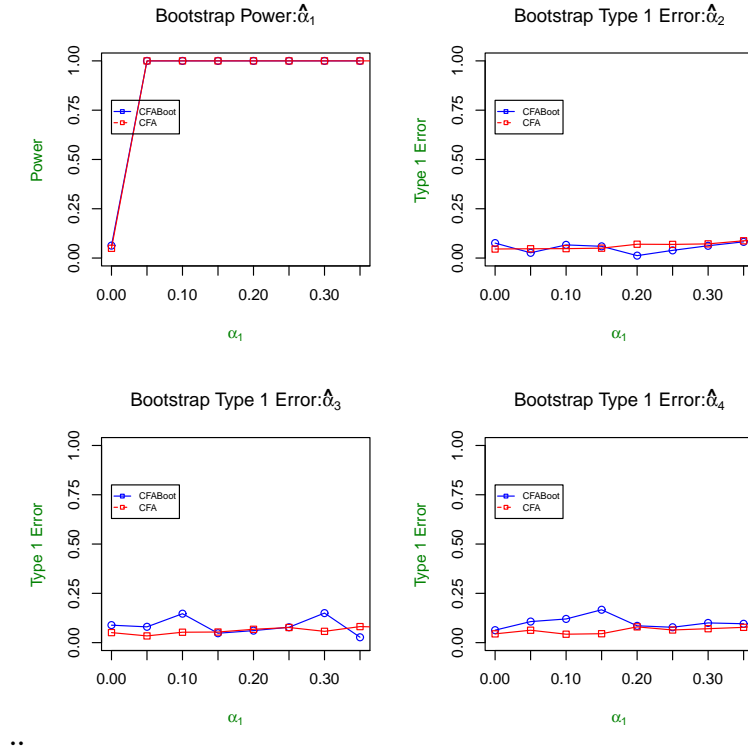 Bootstrap Power:α̂₁
Power
1.00
0.75
0.50
0.25
0.00
CFABoot
CFA
0.00 0.10 0.20 0.30
α₁
Bootstrap Type 1 Error:α̂₂
Type 1 Error
1.00
0.75
0.50
0.25
0.00
CFABoot
CFA
0.00 0.10 0.20 0.30
α₁
Bootstrap Type 1 Error:α̂₃
Type 1 Error
1.00
0.75
0.50
0.25
0.00
CFABoot
CFA
0.00 0.10 0.20 0.30
α₁
Bootstrap Type 1 Error:α̂₄
Type 1 Error
1.00
0.75
0.50
0.25
0.00
CFABoot
CFA
0.00 0.10 0.20 0.30
α₁